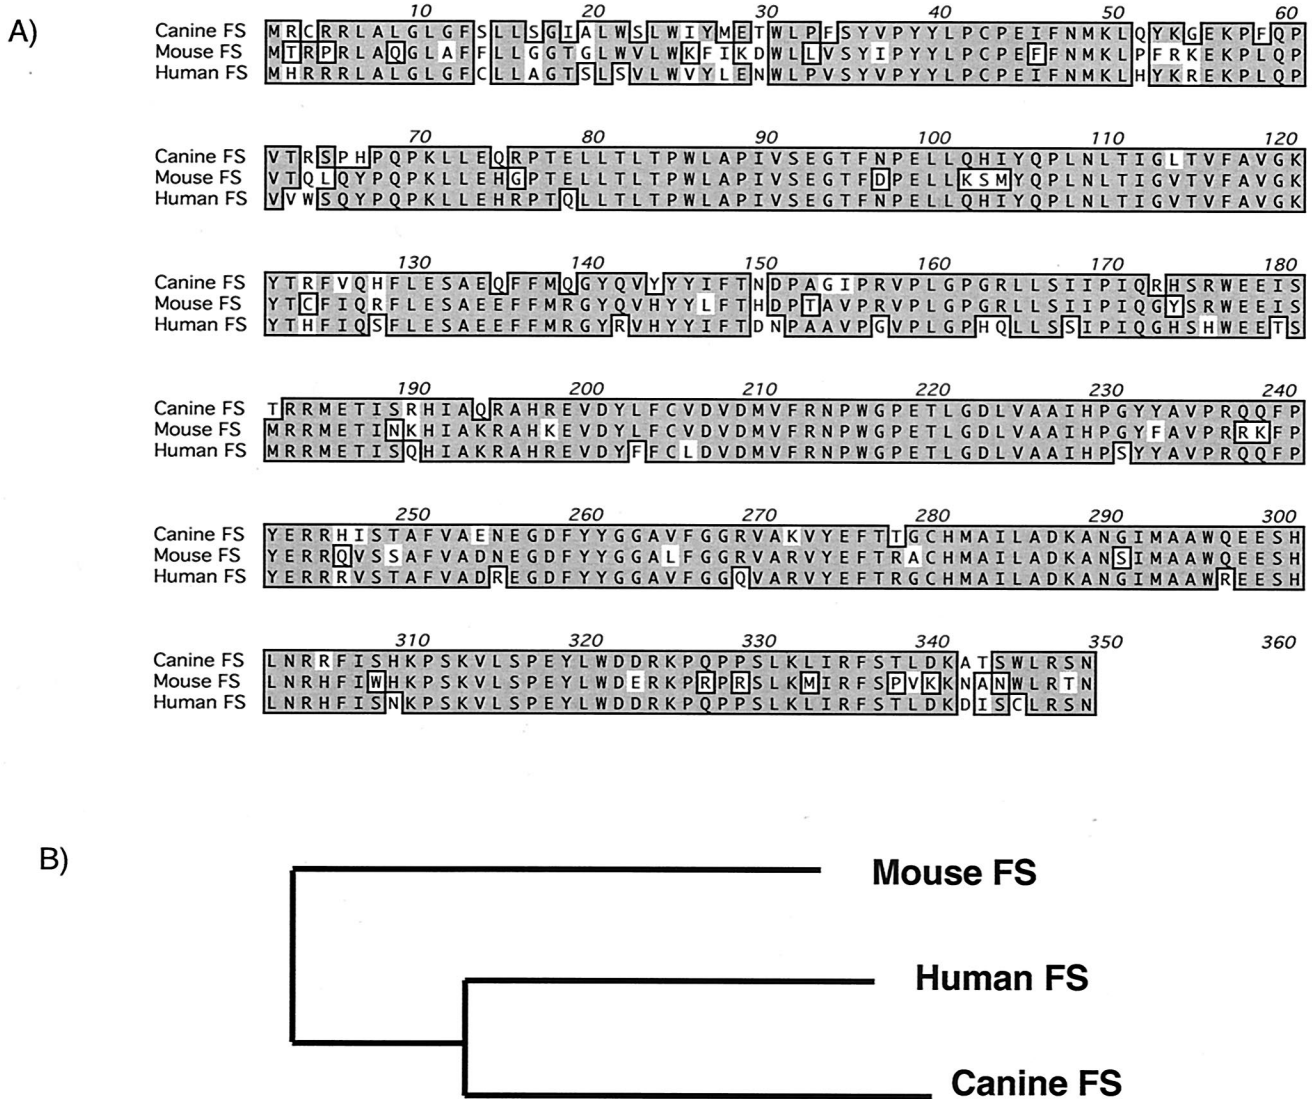 A)
10 20 30 40 50 60
Canine FS MRCRRLALGLGFSLLSGIALWSLWIYMETWLPFSYVPYYLPCPEIFNMKLQYKGEKPFQP
Mouse FS MTRPRLAQGLAFFLLGGTGLWVLWKFIKDWLLVSYIPYYLPCPEFFNMKLPFRKEKPLQP
Human FS MHRRRLALGLGFCLLAGTSLSVLWVYLENWLPVSYVPYYLPCPEIFNMKLHYKREKPLQP
70 80 90 100 110 120
Canine FS VTRSPHPQPKLLEQRPTELLTLTPWLAPIVSEGTFNPELLQHIYQPLNLTIGLTVFAVGK
Mouse FS VTQLQYPQPKLLEHGPTELLTLTPWLAPIVSEGTFDPELLKSMYQPLNLTIGVTVFAVGK
Human FS VVWSQYPQPKLLEHRPTQLLTLTPWLAPIVSEGTFNPELLQHIYQPLNLTIGVTVFAVGK
130 140 150 160 170 180
Canine FS YTRFVQHFLESAEQFFMQGYQVYYYIFTNDPAGIPRVPLGPGRLLSIIPIQRHSRWEEIS
Mouse FS YTCFIQRFLESAEEFFMRGYQVHYYLFTHDPTAVPRVPLGPGRLLSIIPIQGYSRWEEIS
Human FS YTHFIQSFLESAEEFFMRGYRVHYYIFTDNPAAVPGVPLGPHQLLSSIPIQGHSHWEETS
190 200 210 220 230 240
Canine FS TRRMETISRHIAQRAHREVDYLFCVDVDMVFRNPWGPETLGDLVAAIHPGYYAVPRQQFP
Mouse FS MRRMETINKHIAKRAHKEVDYLFCVDVDMVFRNPWGPETLGDLVAAIHPGYFAVPRRKFP
Human FS MRRMETISQHIAKRAHREVDYFFCLDVDMVFRNPWGPETLGDLVAAIHPSYYAVPRQQFP
250 260 270 280 290 300
Canine FS YERRHISTAFVAENEGDFYYGGAVFGGRVAKVYEFTTGCHMAILADKANGIMAAWQEESH
Mouse FS YERRQVSSAFVADNEGDFYYGGALFGGRVARVYEFTRACHMAILADKANSIMAAWQEESH
Human FS YERRRVSTAFVADREGDFYYGGAVFGGQVARVYEFTRGCHMAILADKANGIMAAWREESH
310 320 330 340 350 360
Canine FS LNRRFISHKPSKVLSPEYLWDDRKPQPPSLKLIRFSTLDKATSWLRSN
Mouse FS LNRHFIWHKPSKVLSPEYLWDERKPRPRSLKMIRFSPVKKNANWLRTN
Human FS LNRHFISNKPSKVLSPEYLWDDRKPQPPSLKLIRFSTLDKDISCLRSN
B)
Mouse FS
Human FS
Canine FS